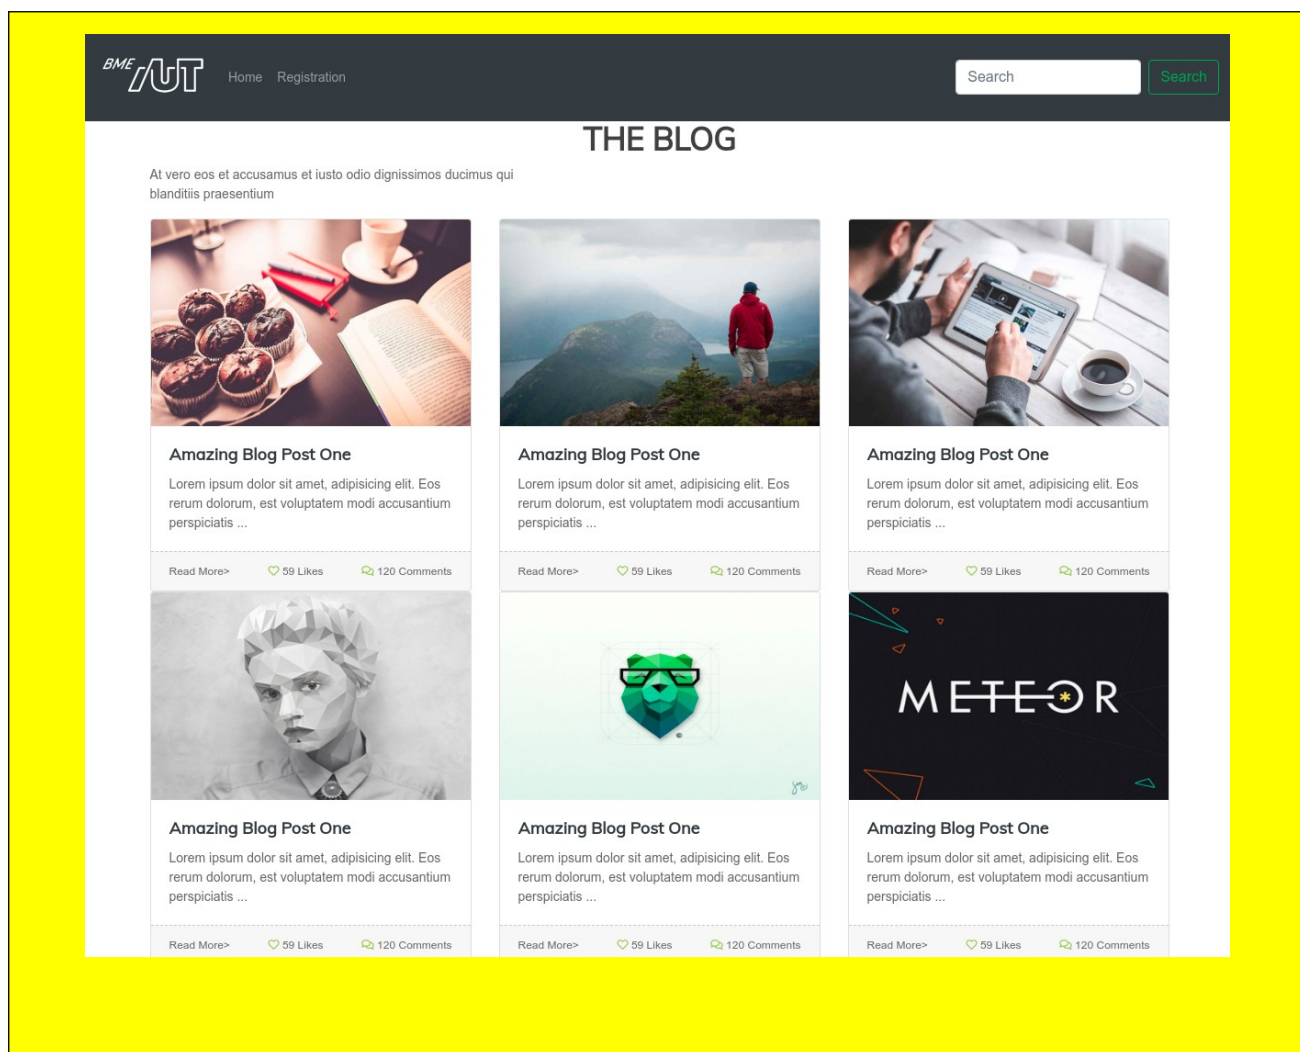 BME AUT
Home Registration Search Search
THE BLOG
At vero eos et accusamus et iusto odio dignissimos ducimus qui
blanditiis praesentium
Amazing Blog Post One
Lorem ipsum dolor sit amet, adipisicing elit. Eos
rerum dolorum, est voluptatem modi accusantium
perspiciatis ...
Read More> 59 Likes 120 Comments
Amazing Blog Post One
Lorem ipsum dolor sit amet, adipisicing elit. Eos
rerum dolorum, est voluptatem modi accusantium
perspiciatis ...
Read More> 59 Likes 120 Comments
Amazing Blog Post One
Lorem ipsum dolor sit amet, adipisicing elit. Eos
rerum dolorum, est voluptatem modi accusantium
perspiciatis ...
Read More> 59 Likes 120 Comments
Amazing Blog Post One
Lorem ipsum dolor sit amet, adipisicing elit. Eos
rerum dolorum, est voluptatem modi accusantium
perspiciatis ...
Read More> 59 Likes 120 Comments
Amazing Blog Post One
Lorem ipsum dolor sit amet, adipisicing elit. Eos
rerum dolorum, est voluptatem modi accusantium
perspiciatis ...
Read More> 59 Likes 120 Comments
METEOR
Amazing Blog Post One
Lorem ipsum dolor sit amet, adipisicing elit. Eos
rerum dolorum, est voluptatem modi accusantium
perspiciatis ...
Read More> 59 Likes 120 Comments